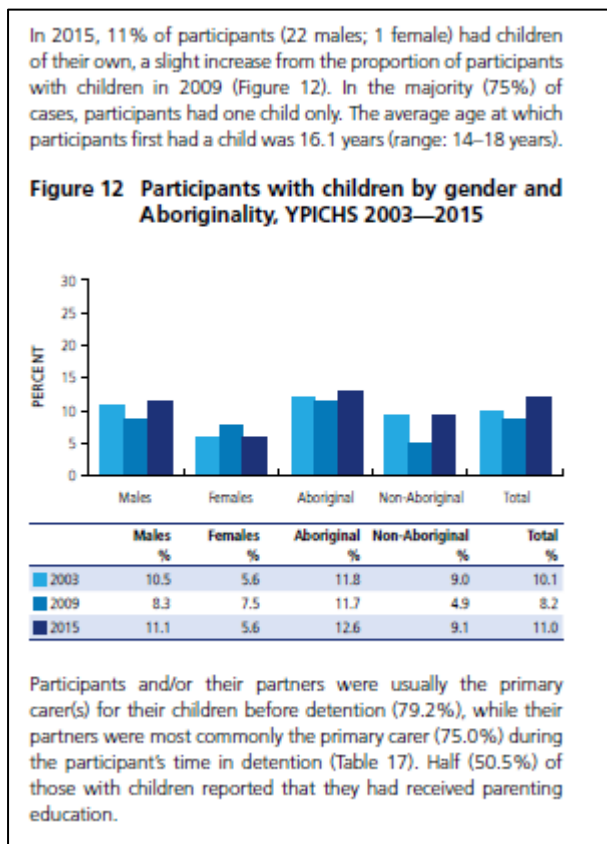 In 2015, 11% of participants (22 males; 1 female) had children
of their own, a slight increase from the proportion of participants
with children in 2009 (Figure 12). In the majority (75%) of
cases, participants had one child only. The average age at which
participants first had a child was 16.1 years (range: 14–18 years).
Figure 12 Participants with children by gender and
Aboriginality, YPICHS 2003—2015
PERCENT
30
25
20
15
10
5
0
Males Females Aboriginal Non-Aboriginal Total
Males Females Aboriginal Non-Aboriginal Total
% % % % %
2003 10.5 5.6 11.8 9.0 10.1
2009 8.3 7.5 11.7 4.9 8.2
2015 11.1 5.6 12.6 9.1 11.0
Participants and/or their partners were usually the primary
carer(s) for their children before detention (79.2%), while their
partners were most commonly the primary carer (75.0%) during
the participant's time in detention (Table 17). Half (50.5%) of
those with children reported that they had received parenting
education.